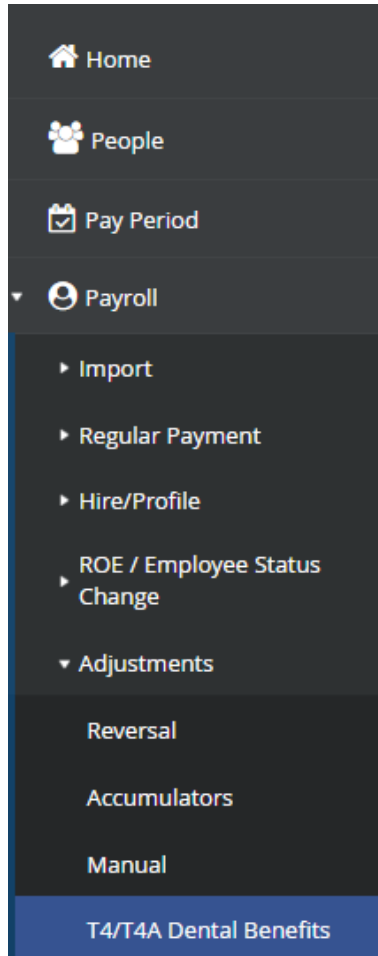 Home
People
Pay Period
Payroll
Import
Regular Payment
Hire/Profile
ROE / Employee Status
Change
Adjustments
Reversal
Accumulators
Manual
T4/T4A Dental Benefits